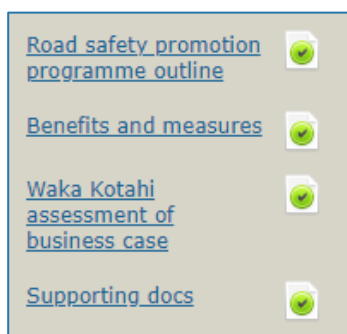 Road safety promotion
programme outline
Benefits and measures
Waka Kotahi
assessment of
business case
Supporting docs